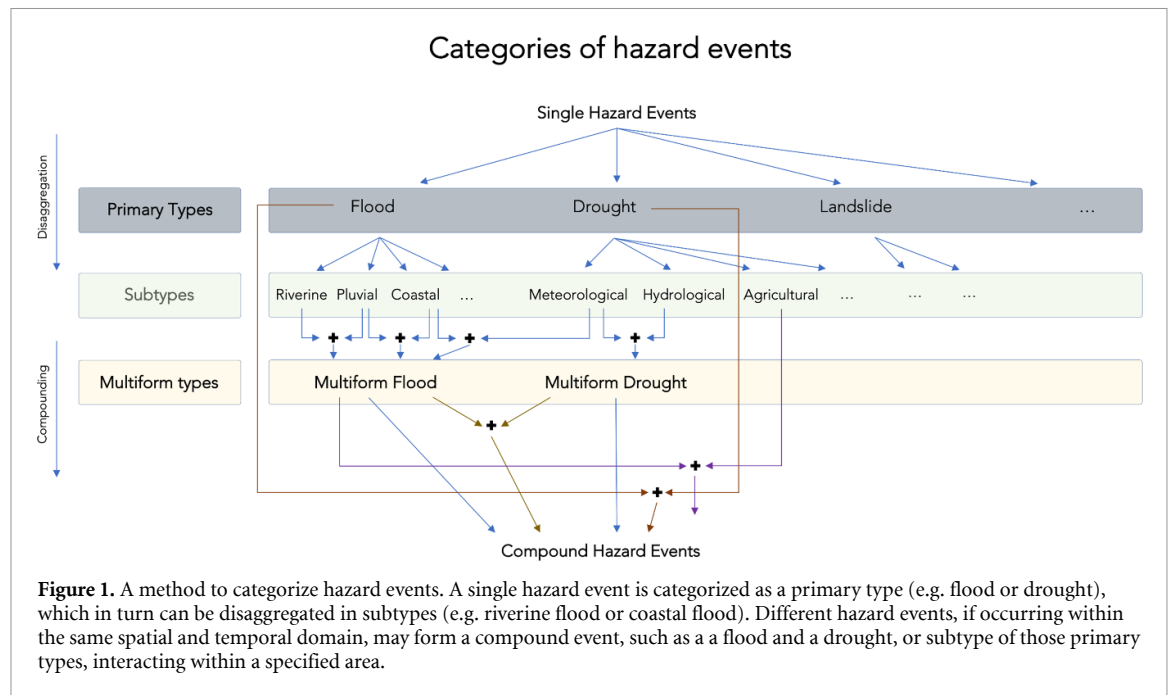 Categories of hazard events
Single Hazard Events
Disaggregation
Primary Types
Flood
Drought
Landslide
...
Subtypes
Riverine
Pluvial
Coastal
...
Meteorological
Hydrological
Agricultural
...
...
...
+
+
+
+
Compounding
Multiform types
Multiform Flood
Multiform Drought
+
+
+
Compound Hazard Events
Figure 1. A method to categorize hazard events. A single hazard event is categorized as a primary type (e.g. flood or drought),
which in turn can be disaggregated in subtypes (e.g. riverine flood or coastal flood). Different hazard events, if occurring within
the same spatial and temporal domain, may form a compound event, such as a a flood and a drought, or subtype of those primary
types, interacting within a specified area.